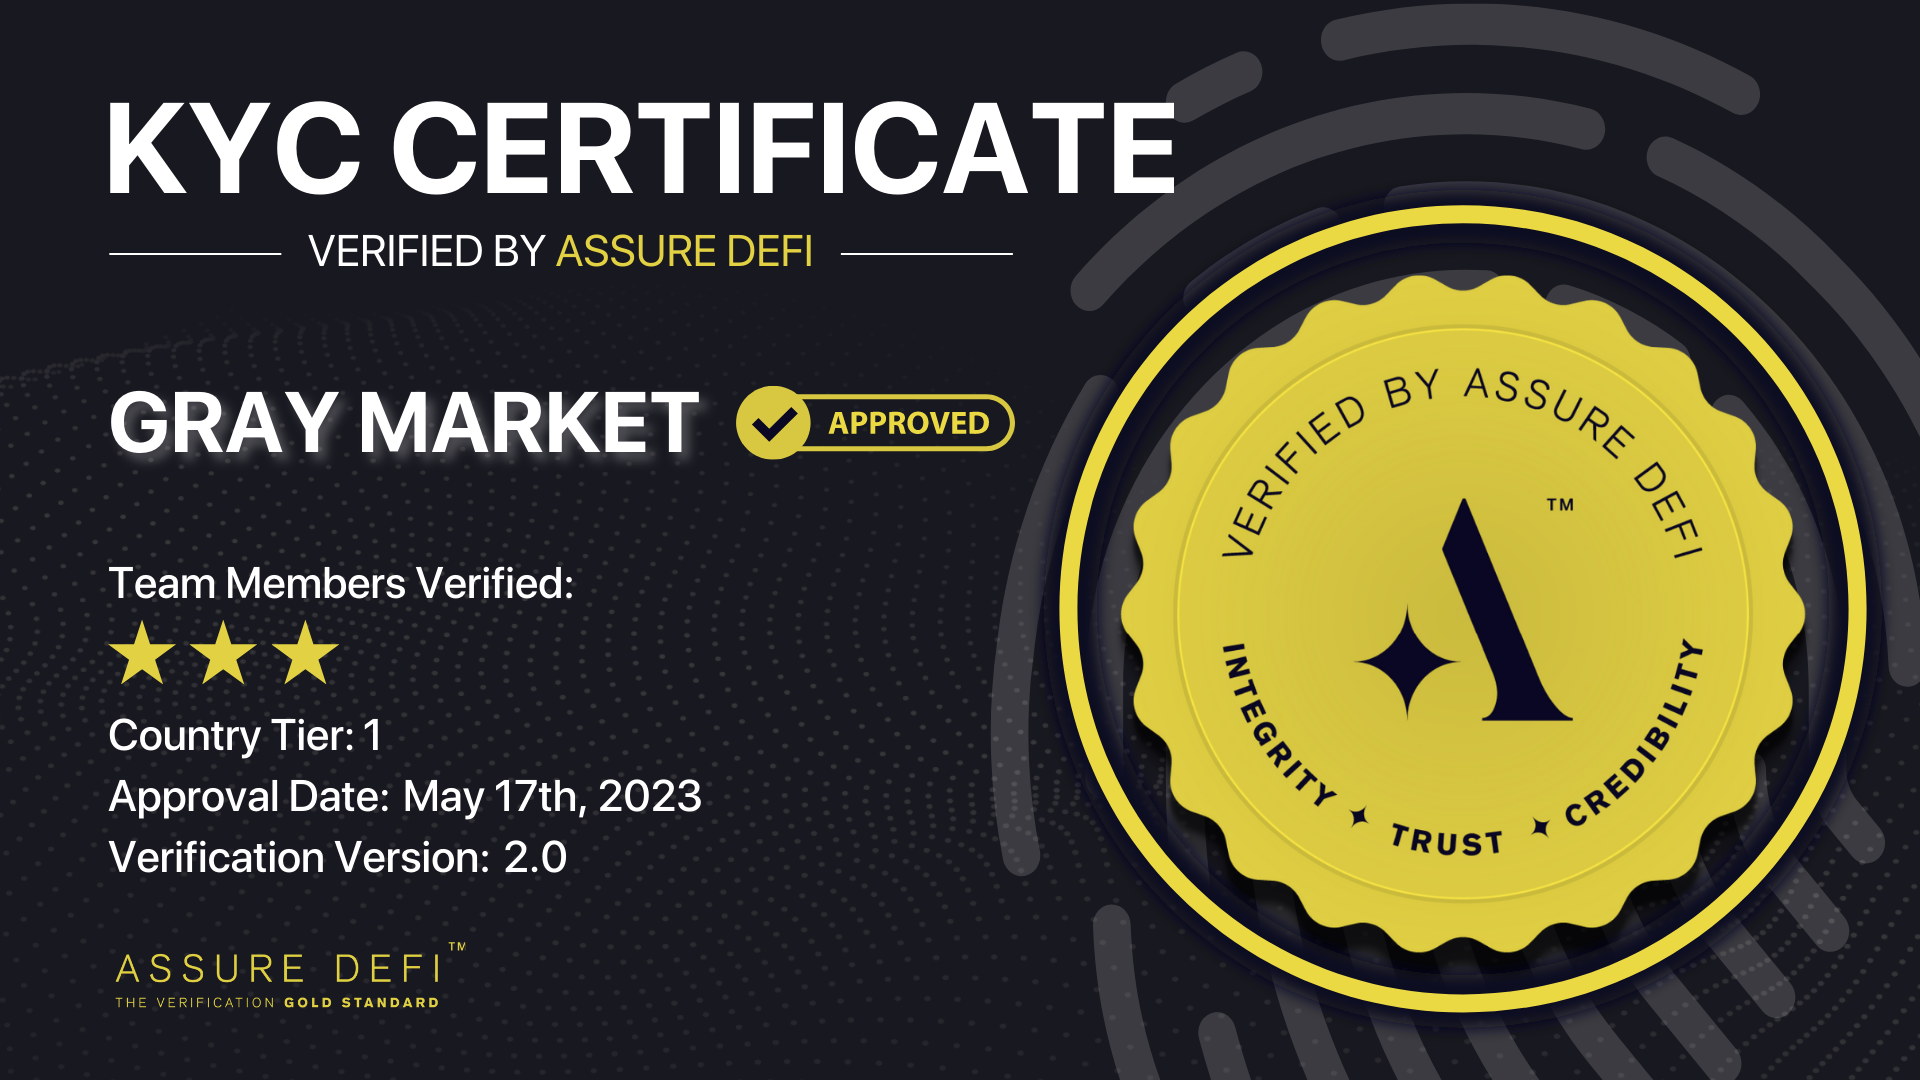 KYC CERTIFICATE
VERIFIED BY ASSURE DEFI
GRAY MARKET
APPROVED
Team Members Verified:
Country Tier: 1
Approval Date: May 17th, 2023
Verification Version: 2.0
ASSURE DEFI™
THE VERIFICATION GOLD STANDARD
VERIFIED BY ASSURE DEFI
™
INTEGRITY ✦ TRUST ✦ CREDIBILITY